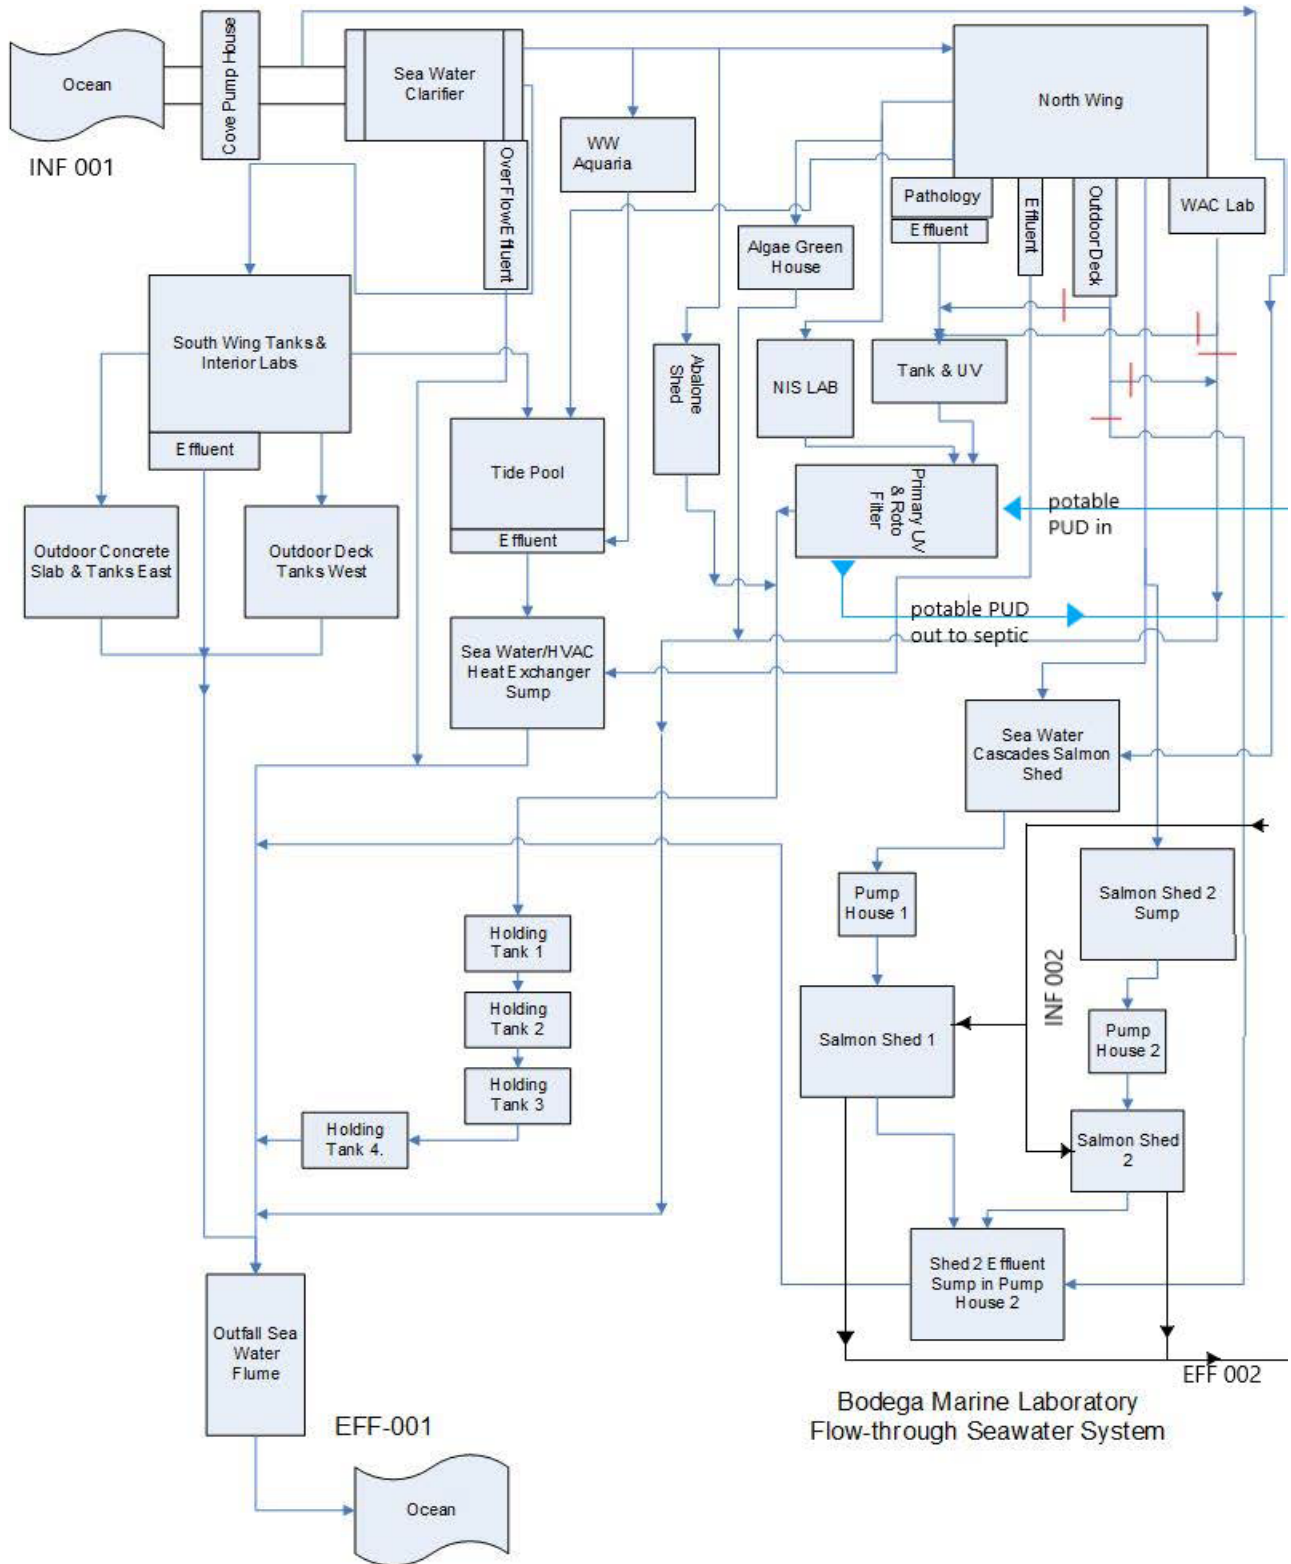 Ocean
Cove Pump House
Sea Water
Clarifier
North Wing
INF 001
Over Flow Effluent
WW
Aquaria
Pathology
Effluent
Effluent
Outdoor Deck
WAC Lab
Algae Green
House
South Wing Tanks &
Interior Labs
Effluent
Abalone
Shed
NIS LAB
Tank & UV
Tide Pool
Effluent
Primary UV
& Roto
Filter
potable
PUD in
Outdoor Concrete
Slab & Tanks East
Outdoor Deck
Tanks West
potable PUD
out to septic
Sea Water/HVAC
Heat Exchanger
Sump
Sea Water
Cascades Salmon
Shed
Pump
House 1
Salmon Shed 2
Sump
Holding
Tank 1
INF 002
Holding
Tank 2
Salmon Shed 1
Pump
House 2
Holding
Tank 3
Holding
Tank 4.
Salmon Shed
2
Shed 2 Effluent
Sump in Pump
House 2
Outfall Sea
Water
Flume
EFF 002
EFF-001
Bodega Marine Laboratory
Flow-through Seawater System
Ocean